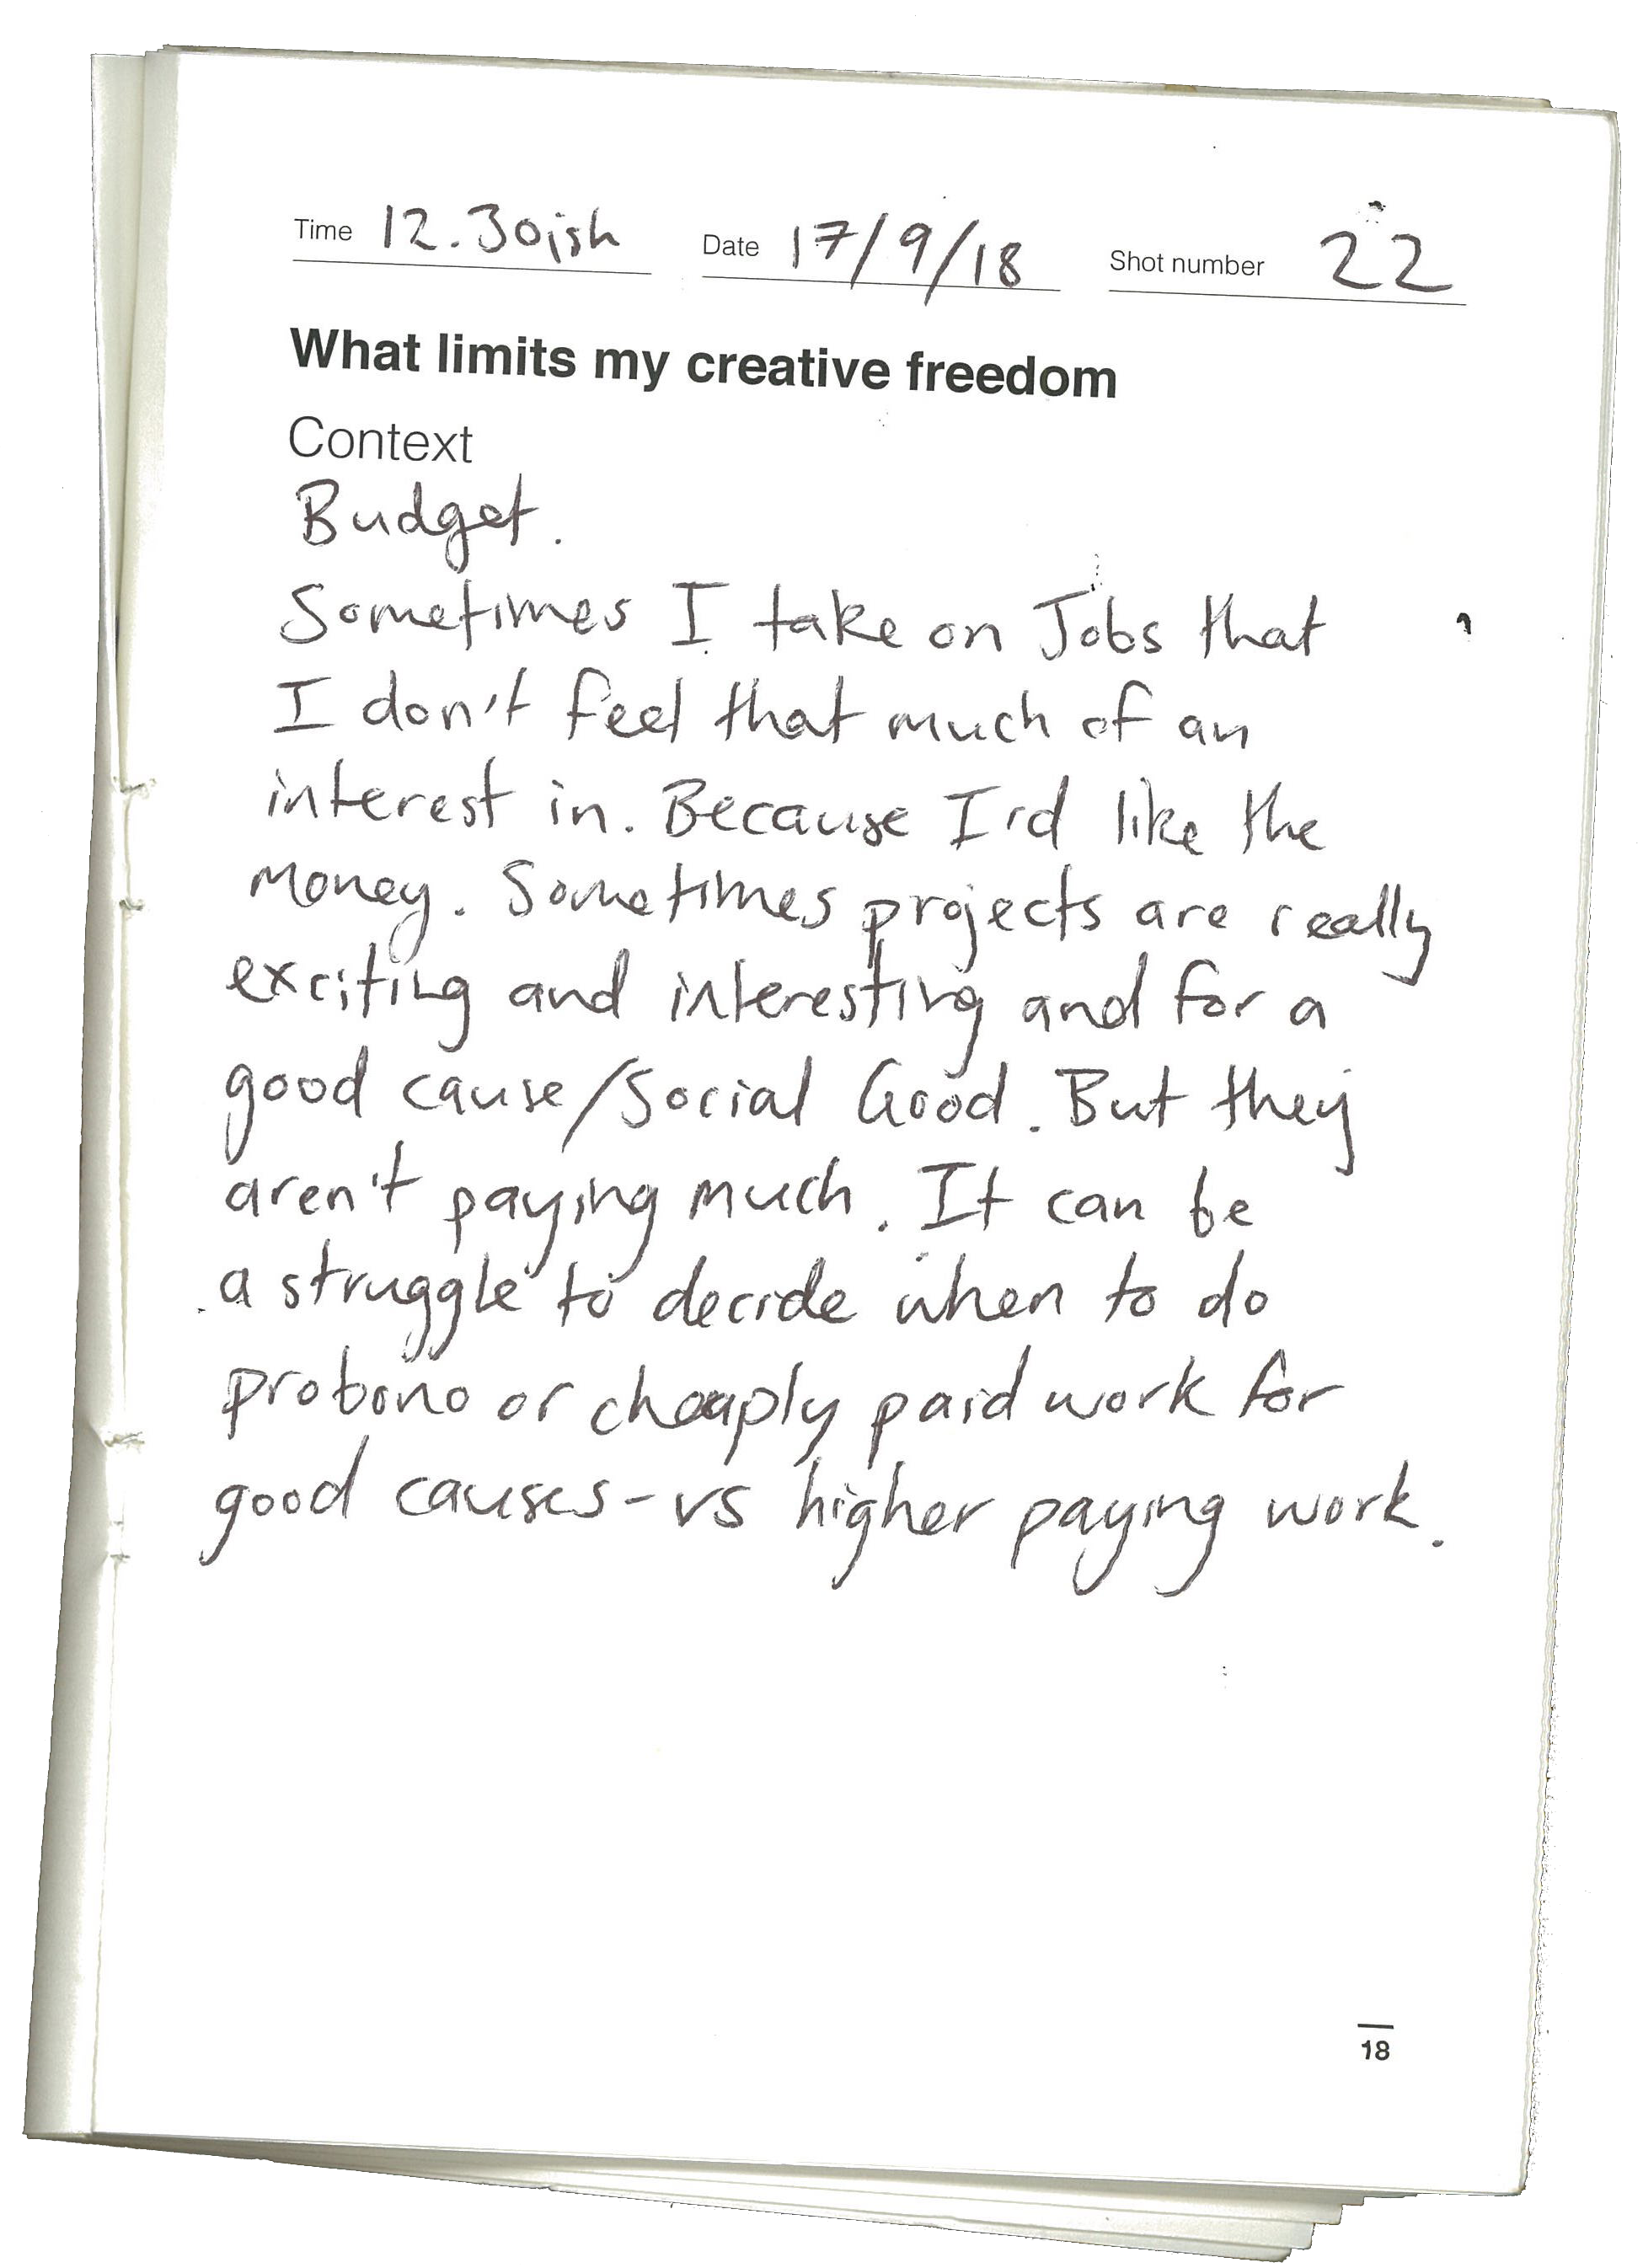 Time 12.30ish Date 17/9/18 Shot number 22
What limits my creative freedom
Context
Budget.
Sometimes I take on Jobs that
I don't feel that much of an
interest in. Because I'd like the
Money. Sometimes projects are really
exciting and interesting and for a
good cause/Social Good. But they
aren't paying much. It can be
a struggle to decide when to do
probono or cheaply paid work for
good causes - vs higher paying work.
18